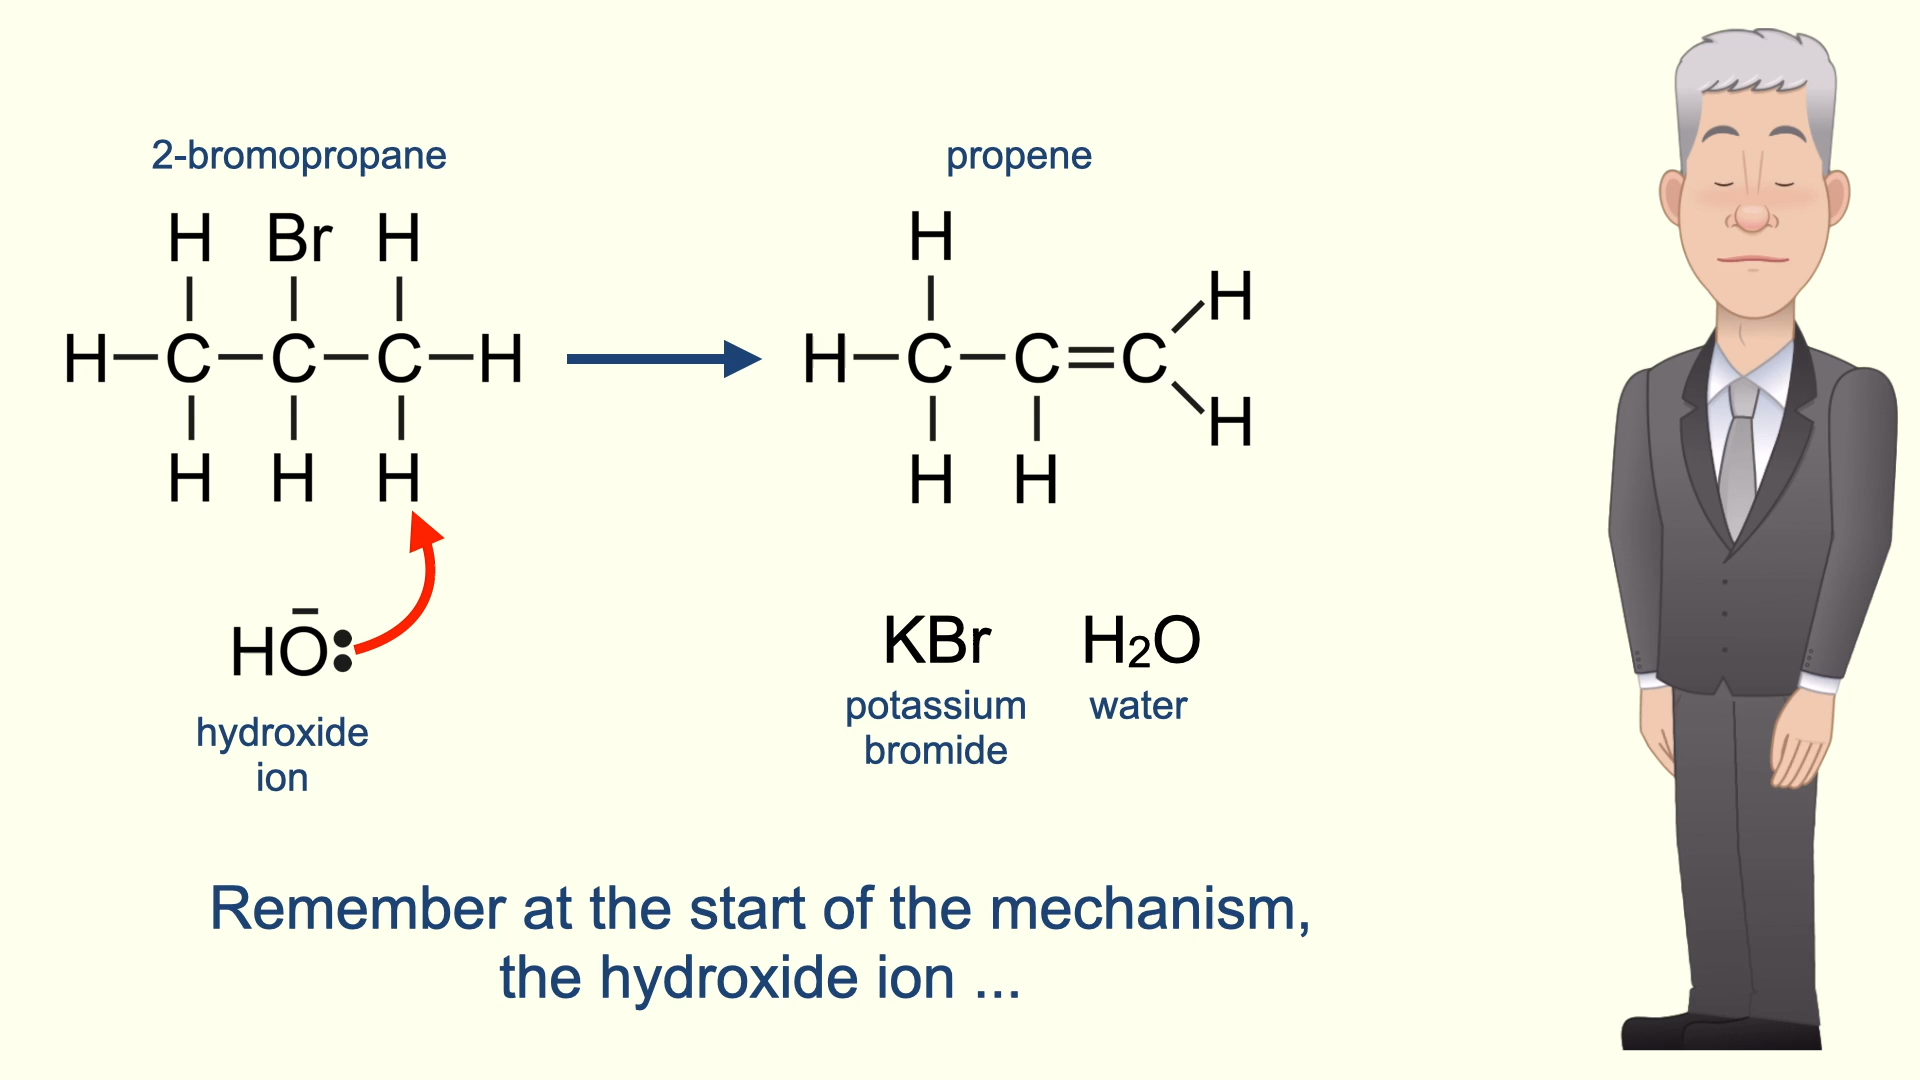 2-bromopropane
H Br H
H—C—C—C—H
H H H
HO̅:
hydroxide
ion
propene
H
H
H—C—C=C
H
H H
KBr H₂O
potassium
bromide
water
Remember at the start of the mechanism,
the hydroxide ion ...